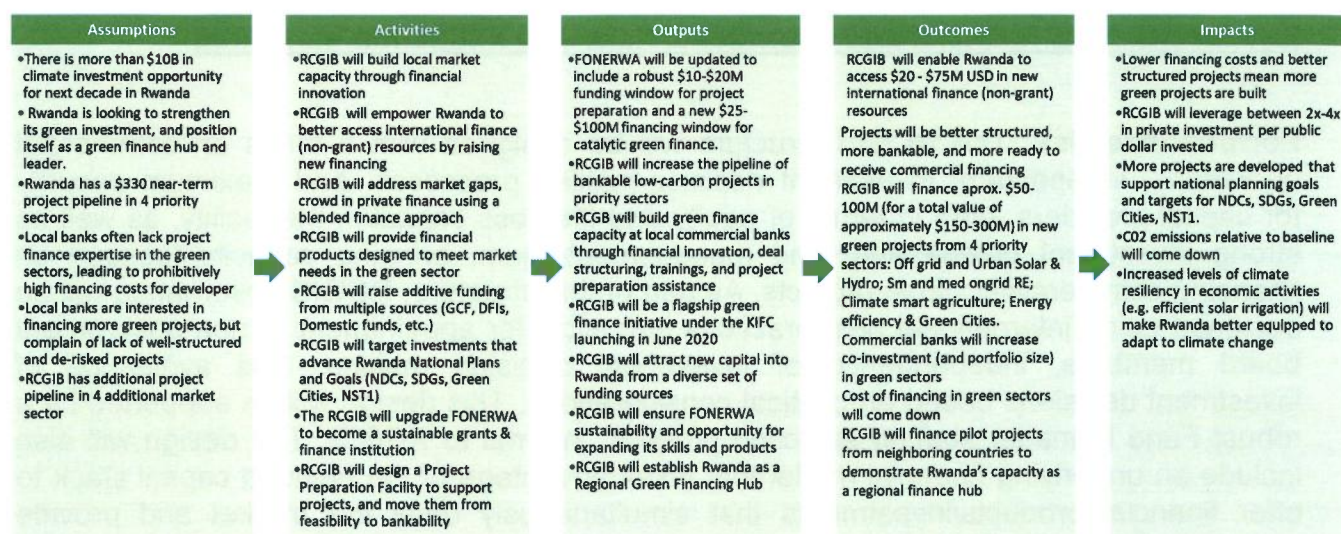 Assumptions
•There is more than $10B in
climate investment opportunity
for next decade in Rwanda
• Rwanda is looking to strengthen
its green investment, and position
itself as a green finance hub and
leader.
•Rwanda has a $330 near-term
project pipeline in 4 priority
sectors
•Local banks often lack project
finance expertise in the green
sectors, leading to prohibitively
high financing costs for developer
•Local banks are interested in
financing more green projects, but
complain of lack of well-structured
and de-risked projects
•RCGIB has additional project
pipeline in 4 additional market
sector
Activities
•RCGIB will build local market
capacity through financial
innovation
•RCGIB  will empower Rwanda to
better access International finance
(non-grant) resources by raising
new financing
•RCGIB will address market gaps,
crowd in private finance using a
blended finance approach
•RCGIB will provide financial
products designed to meet market
needs in the green sector
•RCGIB will raise additive funding
from multiple sources (GCF, DFIs,
Domestic funds, etc.)
•RCGIB will target investments that
advance Rwanda National Plans
and Goals (NDCs, SDGs, Green
Cities, NST1)
•The RCGIB will upgrade FONERWA
to become a sustainable grants &
finance institution
•RCGIB will design a Project
Preparation Facility to support
projects, and move them from
feasibility to bankability
Outputs
•FONERWA will be updated to
include a robust $10-$20M
funding window for project
preparation and a new $25-
$100M financing window for
catalytic green finance.
•RCGIB will increase the pipeline of
bankable low-carbon projects in
priority sectors
•RCGB will build green finance
capacity at local commercial banks
through financial innovation, deal
structuring, trainings, and project
preparation assistance
•RCGIB will be a flagship green
finance initiative under the KIFC
launching in June 2020
•RCGIB will attract new capital into
Rwanda from a diverse set of
funding sources
•RCGIB will ensure FONERWA
sustainability and opportunity for
expanding its skills and products
•RCGIB will establish Rwanda as a
Regional Green Financing Hub
Outcomes
RCGIB  will enable Rwanda to
access $20 - $75M USD in new
international finance (non-grant)
resources
Projects will be better structured,
more bankable, and more ready to
receive commercial financing
RCGIB will  finance aprox. $50-
100M (for a total value of
approximately $150-300M) in new
green projects from 4 priority
sectors: Off grid and Urban Solar &
Hydro; Sm and med ongrid RE;
Climate smart agriculture; Energy
efficiency & Green Cities.
Commercial banks will increase
co-investment (and portfolio size)
in green sectors
Cost of financing in green sectors
will come down
RCGIB will finance pilot projects
from neighboring countries to
demonstrate Rwanda's capacity as
a regional finance hub
Impacts
•Lower financing costs and better
structured projects mean more
green projects are built
•RCGIB will leverage between 2x-4x
in private investment per public
dollar invested
•More projects are developed that
support national planning goals
and targets for NDCs, SDGs, Green
Cities, NST1.
•C02 emissions relative to baseline
will come down
•Increased levels of climate
resiliency in economic activities
(e.g. efficient solar irrigation) will
make Rwanda better equipped to
adapt to climate change